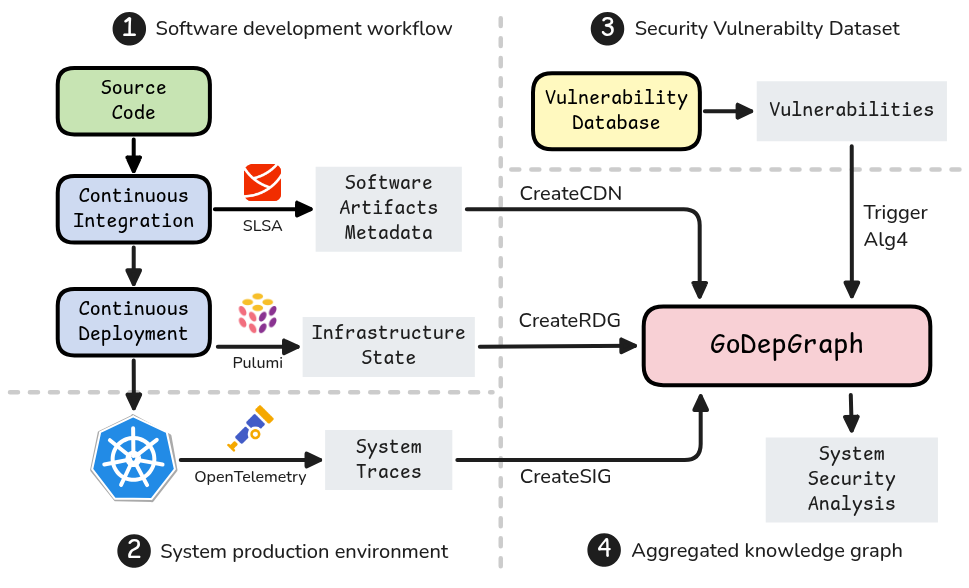 1 Software development workflow
Source
Code
Continuous
Integration
SLSA
Software
Artifacts
Metadata
Continuous
Deployment
Pulumi
Infrastructure
State
OpenTelemetry
System
Traces
2 System production environment
3 Security Vulnerabilty Dataset
Vulnerability
Database
Vulnerabilities
CreateCDN
Trigger
Alg4
CreateRDG
GoDepGraph
CreateSIG
System
Security
Analysis
4 Aggregated knowledge graph